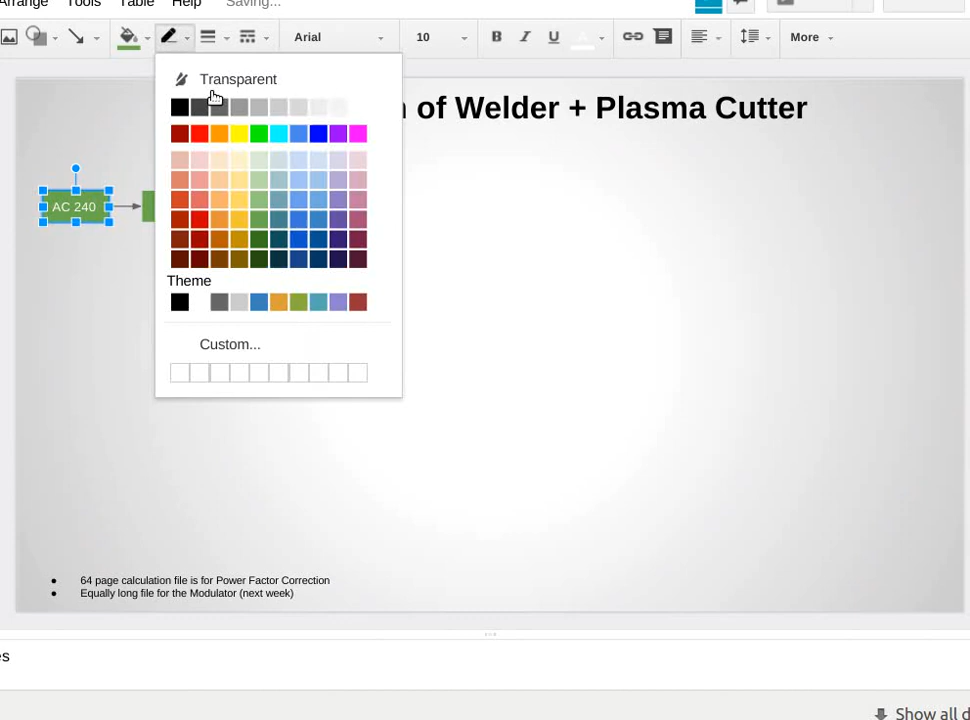 Arrange Tools Table Help Saving...
Arial 10 B I U A More
Transparent
of Welder + Plasma Cutter
AC 240
Theme
Custom...
64 page calculation file is for Power Factor Correction
Equally long file for the Modulator (next week)
Show all